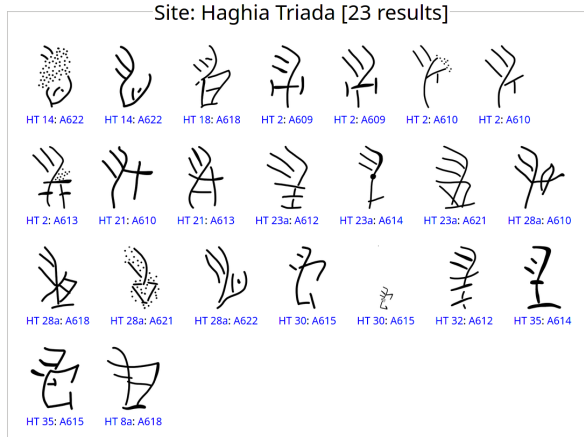 Site: Haghia Triada [23 results]
HT 14: A622 HT 14: A622 HT 18: A618 HT 2: A609 HT 2: A609 HT 2: A610 HT 2: A610
HT 2: A613 HT 21: A610 HT 21: A613 HT 23a: A612 HT 23a: A614 HT 23a: A621 HT 28a: A610
HT 28a: A618 HT 28a: A621 HT 28a: A622 HT 30: A615 HT 30: A615 HT 32: A612 HT 35: A614
HT 35: A615 HT 8a: A618